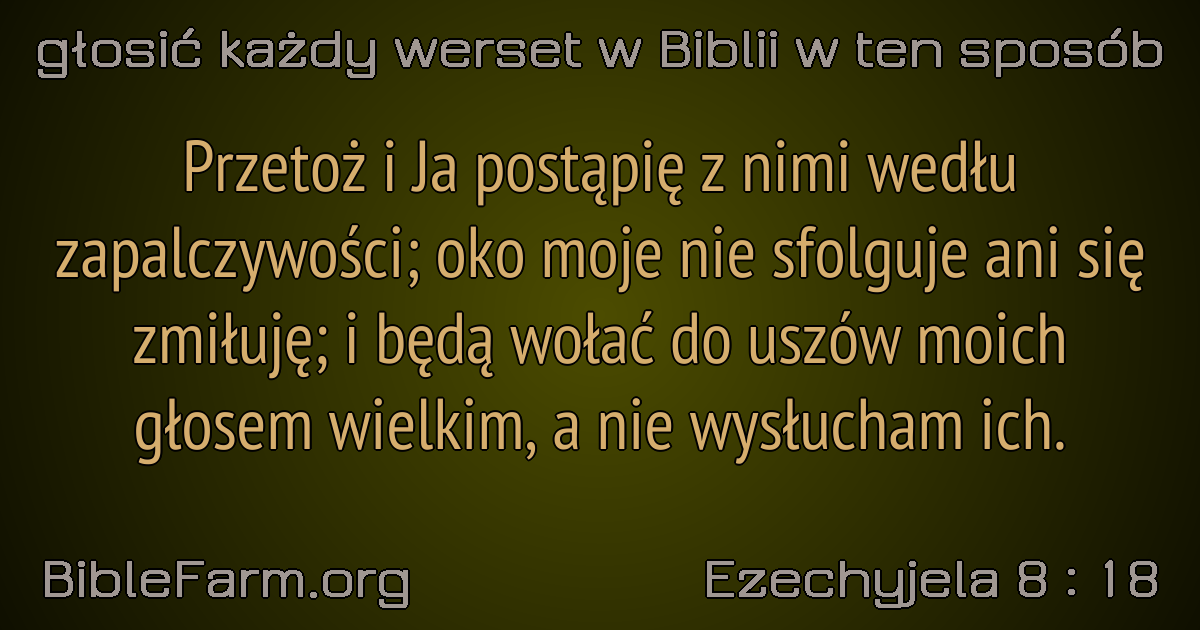 głosić każdy werset w Biblii w ten sposób
Przetoż i Ja postąpię z nimi wedłu
zapalczywości; oko moje nie sfolguje ani się
zmiłuję; i będą wołać do uszów moich
głosem wielkim, a nie wysłucham ich.
BibleFarm.org
Ezechyjela 8 : 18